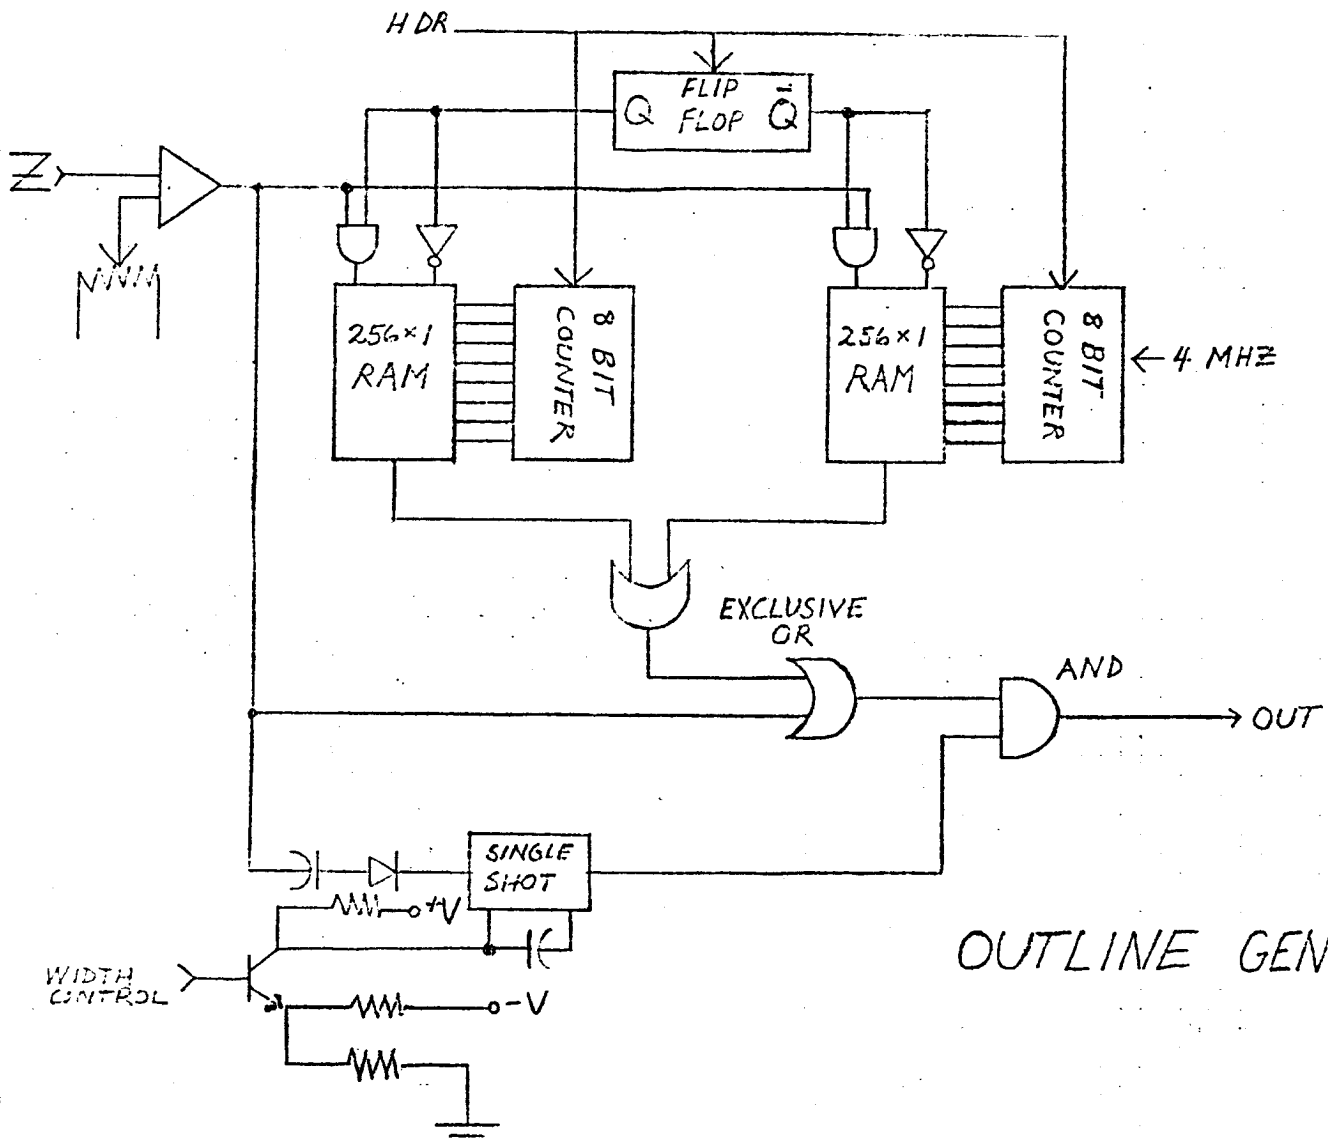 HDR
FLIP
FLOP
Q
Q̄
Z
256×1
RAM
8 BIT
COUNTER
256×1
RAM
8 BIT
COUNTER
4 MHZ
EXCLUSIVE
OR
AND
OUT
SINGLE
SHOT
+V
WIDTH
CONTROL
-V
OUTLINE GEN